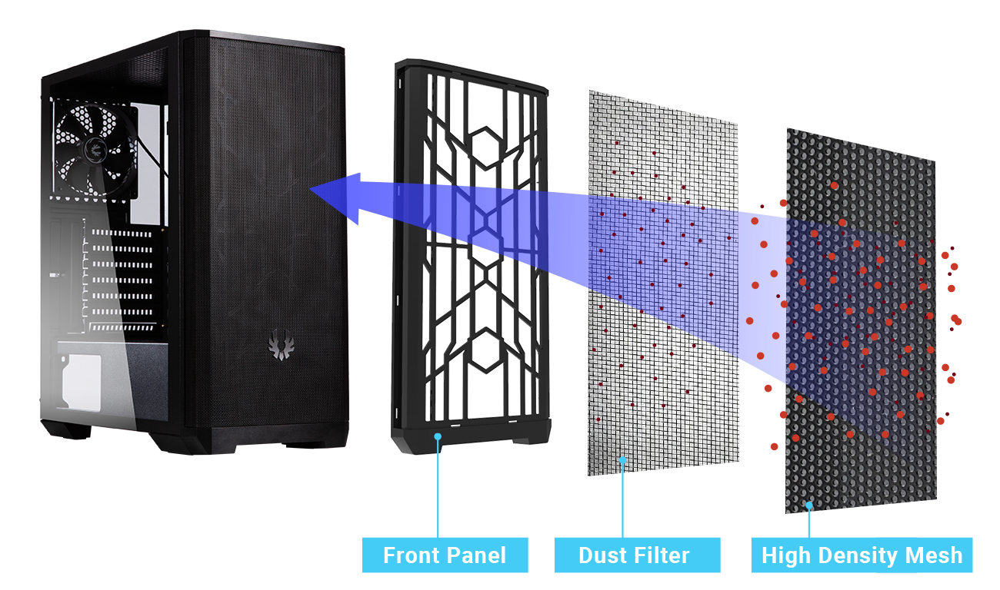 Front Panel
Dust Filter
High Density Mesh